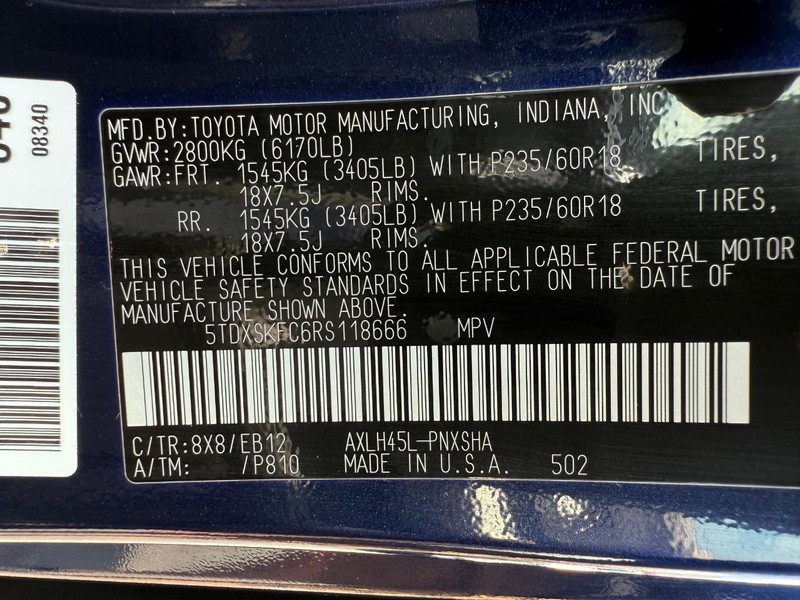 08340
MFD.BY:TOYOTA MOTOR MANUFACTURING, INDIANA, INC
GVWR:2800KG (6170LB)
GAWR:FRT. 1545KG (3405LB) WITH P235/60R18 TIRES,
18X7.5J RIMS.
RR. 1545KG (3405LB) WITH P235/60R18 TIRES,
18X7.5J RIMS.
THIS VEHICLE CONFORMS TO ALL APPLICABLE FEDERAL MOTOR
VEHICLE SAFETY STANDARDS IN EFFECT ON THE DATE OF
MANUFACTURE SHOWN ABOVE.
5TDXSKFC6RS118666 MPV
C/TR:8X8/EB12 AXLH45L-PNXSHA
A/TM: /P810 MADE IN U.S.A. 502